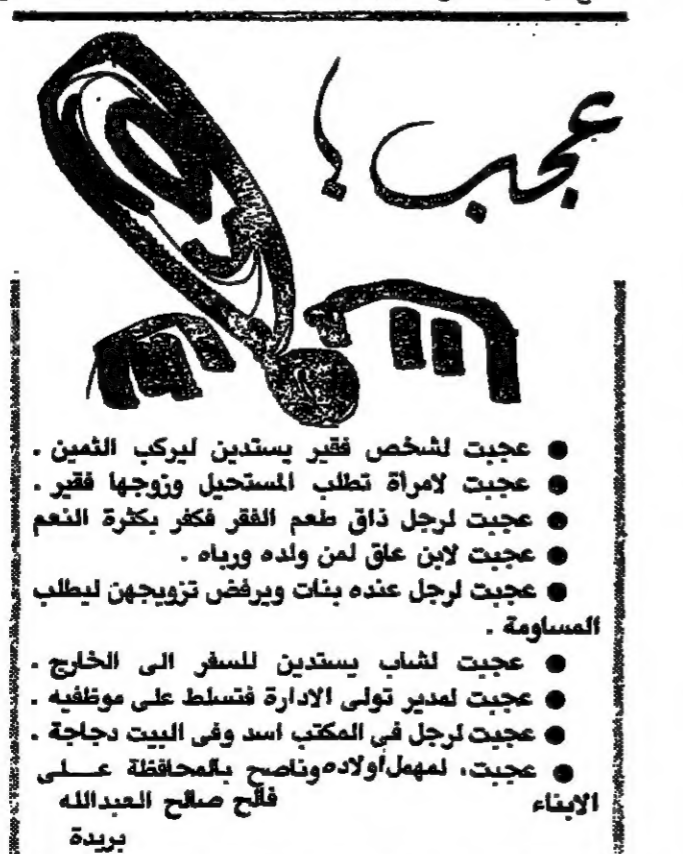 عجب !
● عجبت لشخص فقير يستدين ليركب الثمين .
● عجبت لامرأة تطلب المستحيل وزوجها فقير .
● عجبت لرجل ذاق طعم الفقر فكفر بكثرة النعم
● عجبت لابن عاق لمن ولده ورباه .
● عجبت لرجل عنده بنات ويرفض تزويجهن ليطلب
المساومة .
● عجبت لشاب يستدين للسفر الى الخارج .
● عجبت لمدير تولى الادارة فتسلط على موظفيه .
● عجبت لرجل في المكتب اسد وفى البيت دجاجة .
● عجبت، لمهمل أولاده وناصح بالمحافظة عـــلى
الابناء
فالح صالح العبدالله
بريدة